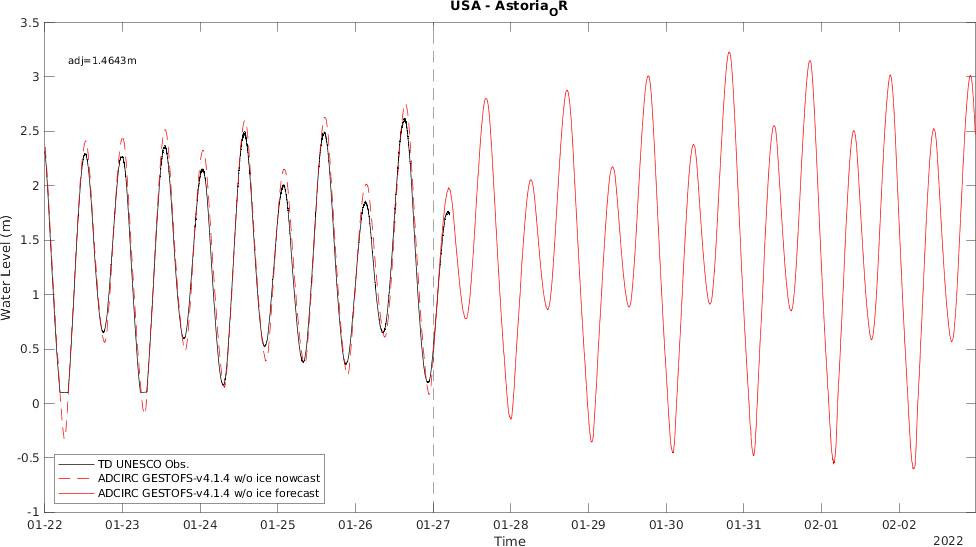 USA - AstoriaOR
adj=1.4643m
3.5
3
2.5
2
1.5
1
0.5
0
-0.5
-1
Water Level (m)
TD UNESCO Obs.
ADCIRC GESTOFS-v4.1.4 w/o ice nowcast
ADCIRC GESTOFS-v4.1.4 w/o ice forecast
01-22 01-23 01-24 01-25 01-26 01-27 01-28 01-29 01-30 01-31 02-01 02-02
Time
2022